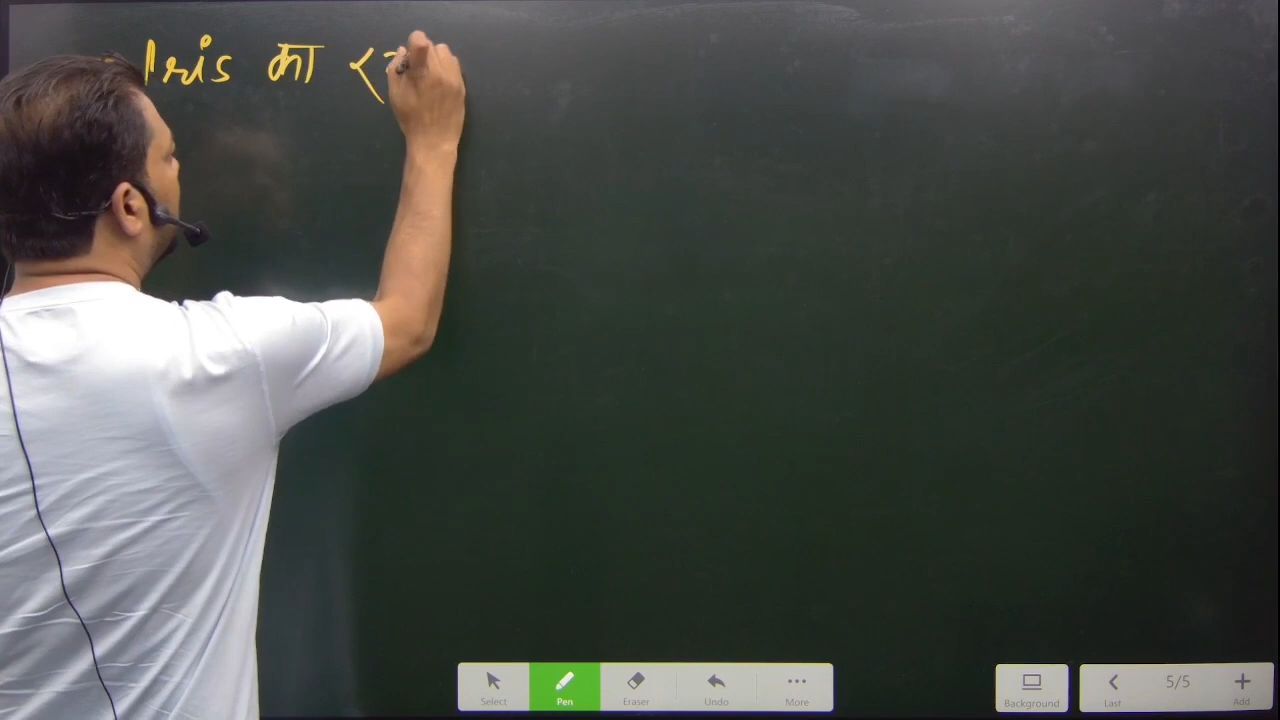 Iris का
Select Pen Eraser Undo More Background Last 5/5 Add